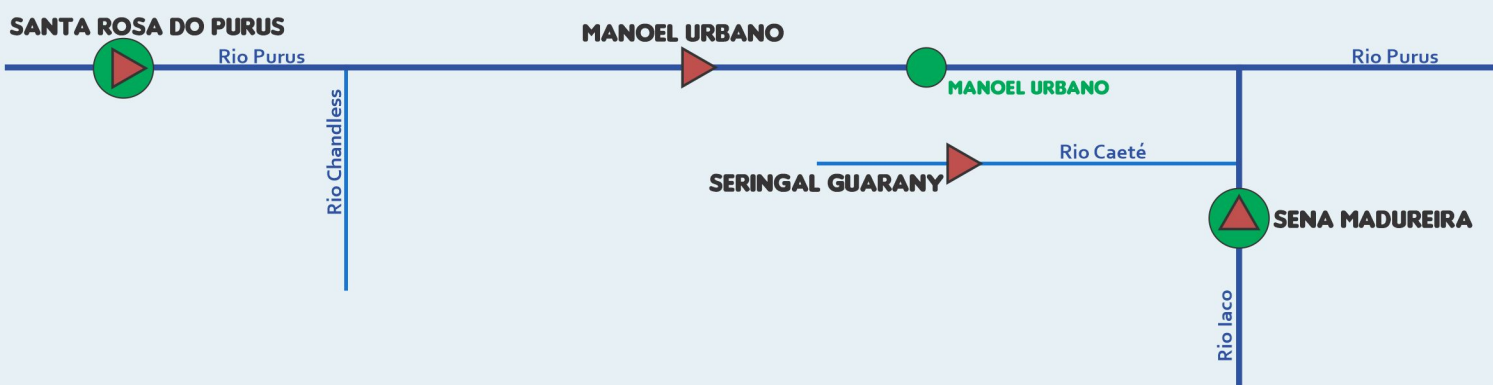 SANTA ROSA DO PURUS
MANOEL URBANO
Rio Purus
Rio Purus
MANOEL URBANO
Rio Chandless
Rio Caeté
SERINGAL GUARANY
SENA MADUREIRA
Rio Iaco